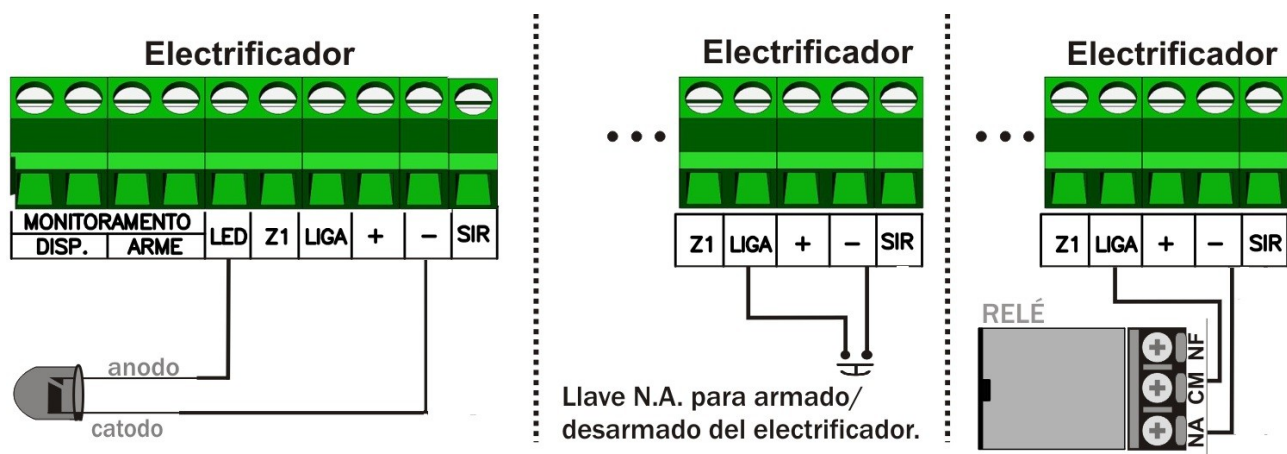 Electrificador
MONITORAMENTO
DISP. ARME LED Z1 LIGA + - SIR
anodo
catodo
Electrificador
Z1 LIGA + - SIR
Llave N.A. para armado/
desarmado del electrificador.
Electrificador
Z1 LIGA + - SIR
RELÉ
NF
CM
NA